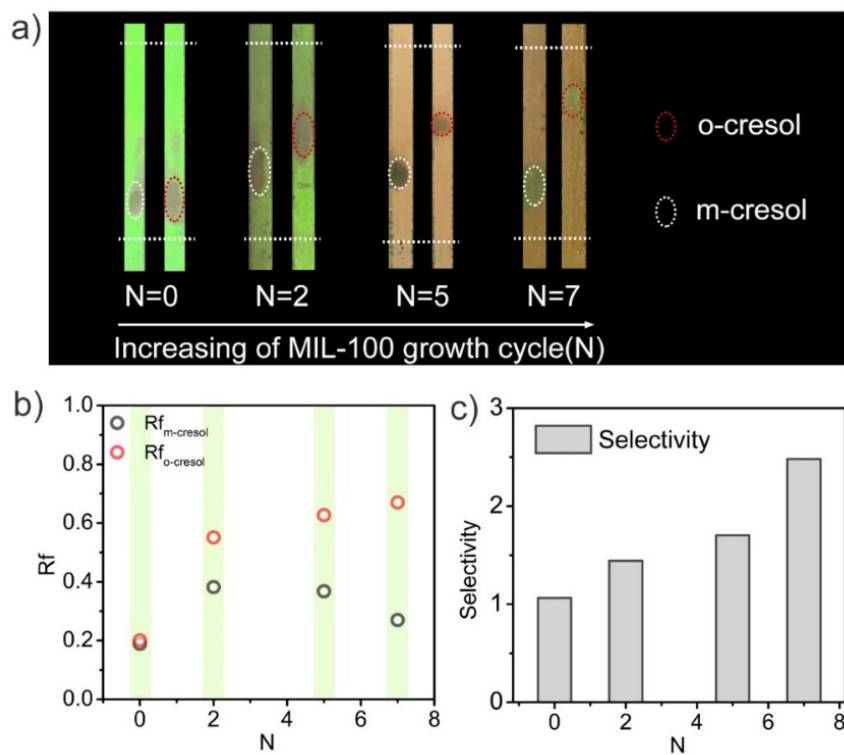 a)
o-cresol
m-cresol
N=0 N=2 N=5 N=7
Increasing of MIL-100 growth cycle(N)
b)
1.0
0.8
0.6
0.4
0.2
0.0
Rf
Rfm-cresol
Rfo-cresol
0 2 4 6 8
N
c)
3
2
1
0
Selectivity
Selectivity
0 2 4 6 8
N